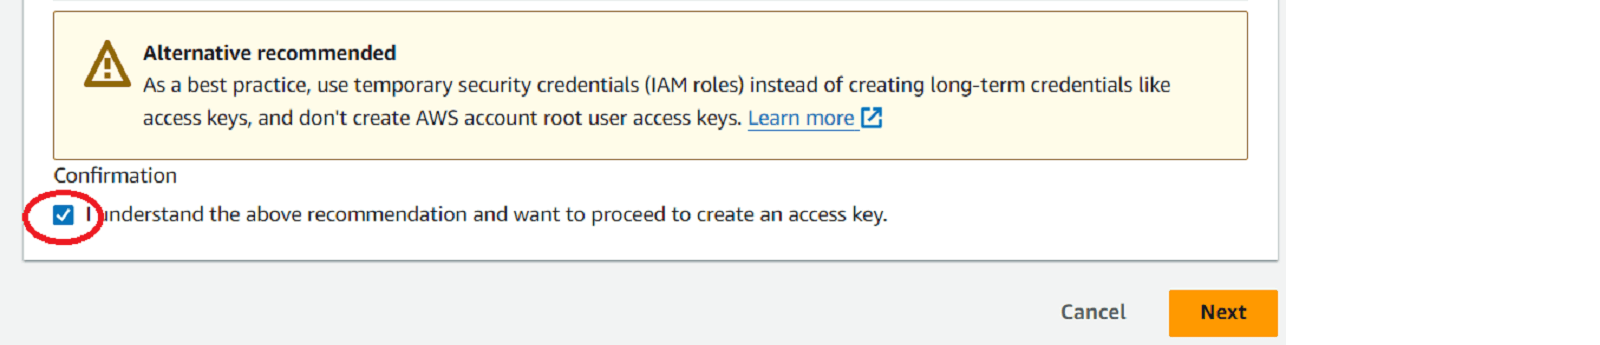 Alternative recommended
As a best practice, use temporary security credentials (IAM roles) instead of creating long-term credentials like
access keys, and don't create AWS account root user access keys. Learn more
Confirmation
I understand the above recommendation and want to proceed to create an access key.
Cancel
Next